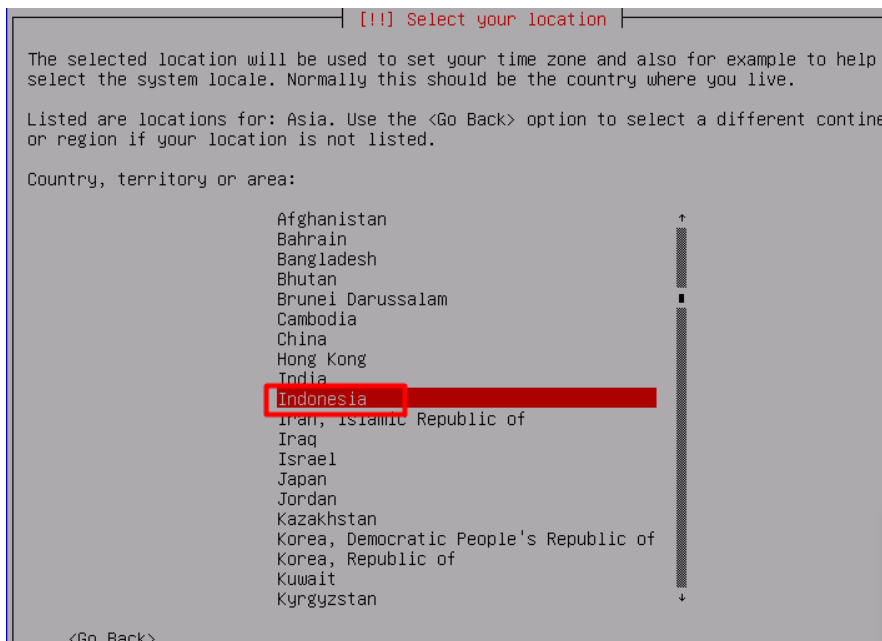 [!!] Select your location
The selected location will be used to set your time zone and also for example to help
select the system locale. Normally this should be the country where you live.
Listed are locations for: Asia. Use the <Go Back> option to select a different contine
or region if your location is not listed.
Country, territory or area:
Afghanistan
Bahrain
Bangladesh
Bhutan
Brunei Darussalam
Cambodia
China
Hong Kong
India
Indonesia
Iran, Islamic Republic of
Iraq
Israel
Japan
Jordan
Kazakhstan
Korea, Democratic People's Republic of
Korea, Republic of
Kuwait
Kyrgyzstan
<Go Back>